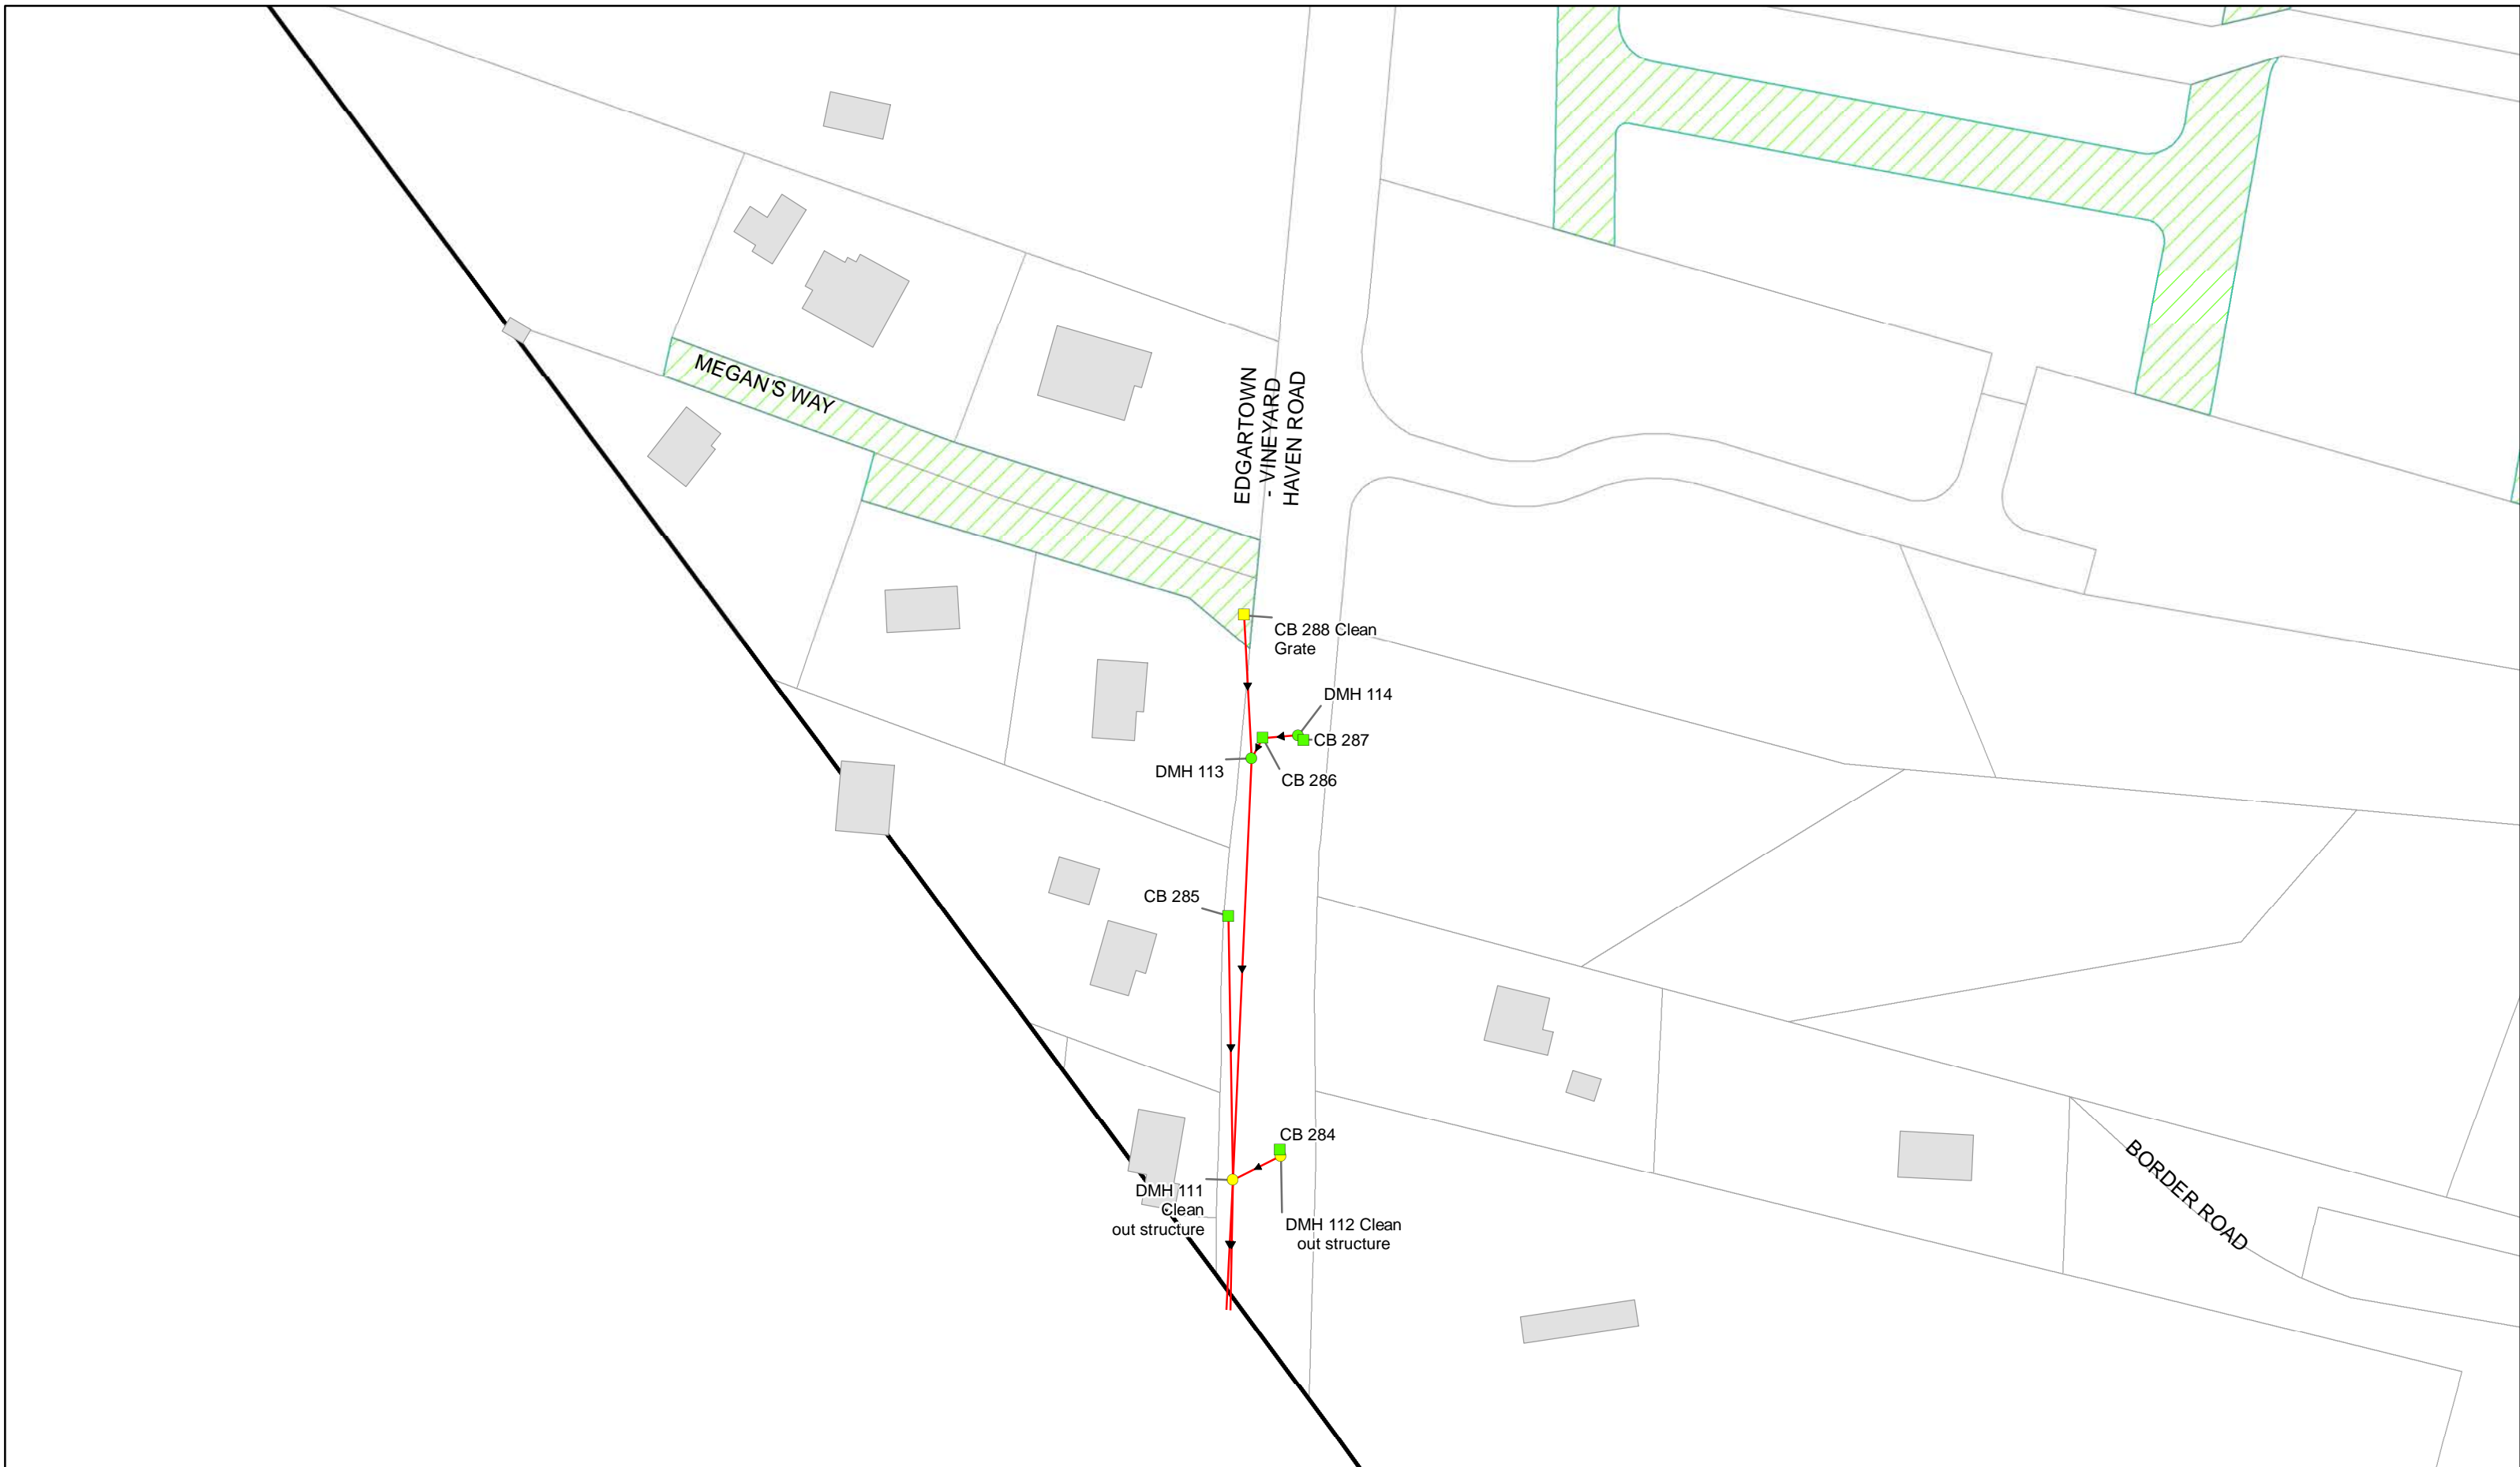 MEGAN'S WAY
EDGARTOWN
- VINEYARD
HAVEN ROAD
CB 288 Clean
Grate
DMH 114
CB 287
DMH 113
CB 286
CB 285
CB 284
DMH 111
Clean
out structure
DMH 112 Clean
out structure
BORDER ROAD